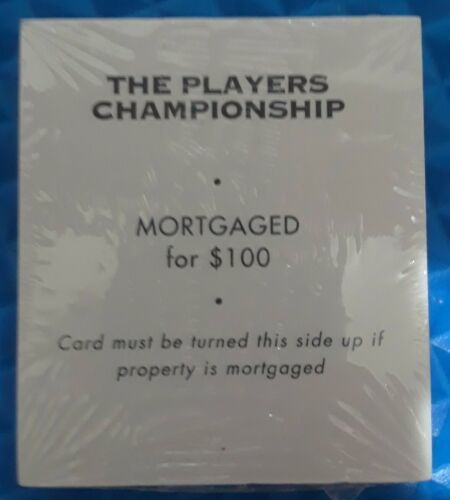 THE PLAYERS
CHAMPIONSHIP
•
MORTGAGED
for $100
•
Card must be turned this side up if
property is mortgaged